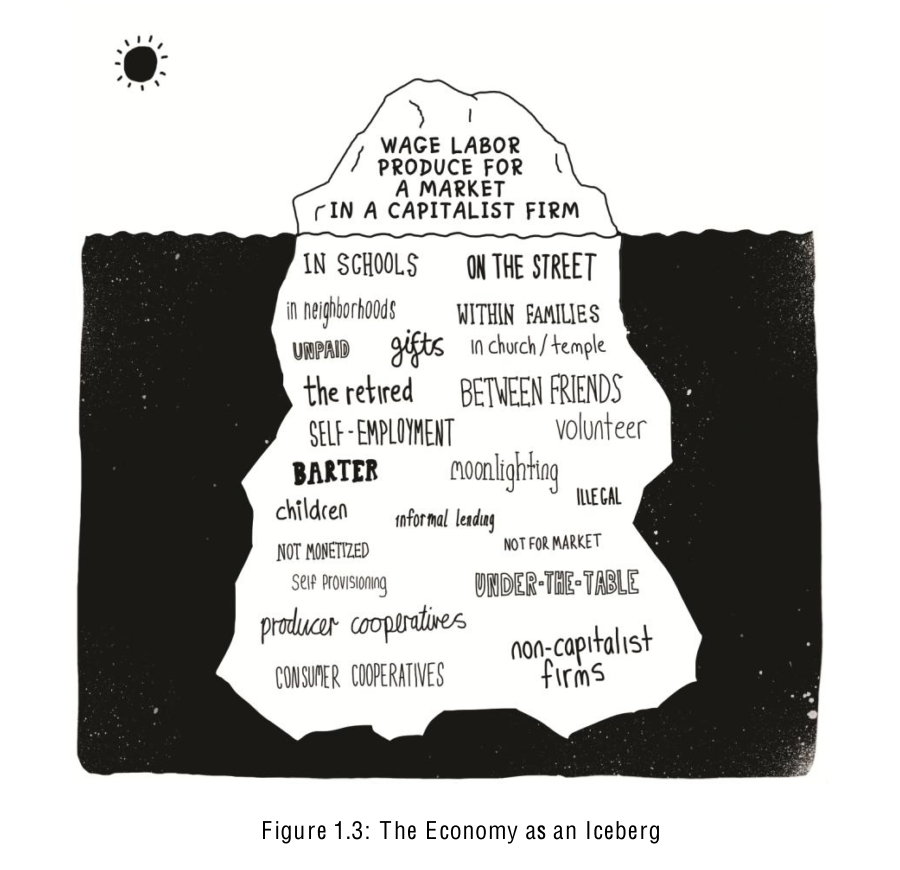 WAGE LABOR
PRODUCE FOR
A MARKET
IN A CAPITALIST FIRM
IN SCHOOLS ON THE STREET
in neighborhoods WITHIN FAMILIES
UNPAID gifts In church/temple
the retired BETWEEN FRIENDS
SELF-EMPLOYMENT volunteer
BARTER moonlighting
ILLEGAL
children informal lending
NOT MONETIZED NOT FOR MARKET
Self Provisioning UNDER-THE-TABLE
producer cooperatives
non-capitalist
firms
CONSUMER COOPERATIVES
Figure 1.3: The Economy as an Iceberg